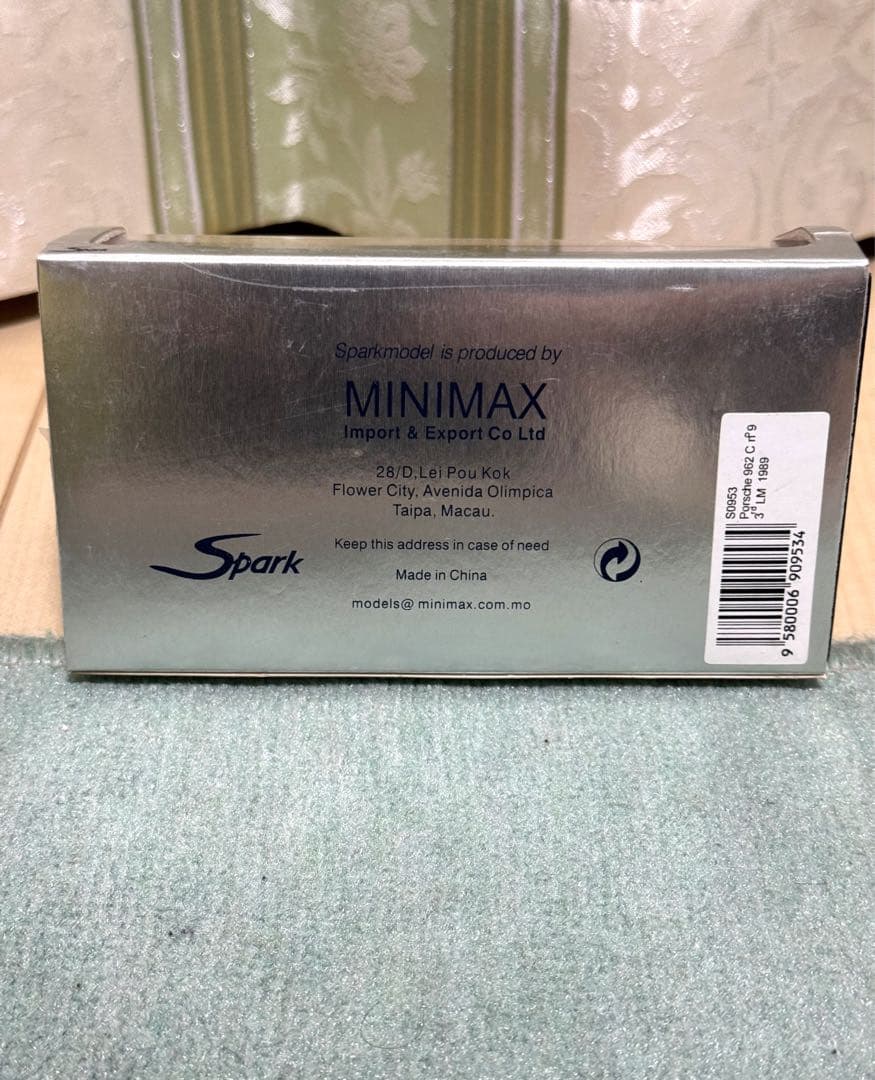 Sparkmodel is produced by
MINIMAX
Import & Export Co Ltd
28/D, Lei Pou Kok
Flower City, Avenida Olimpica
Taipa, Macau.
Keep this address in case of need
Made in China
models@ minimax.com.mo
Spark
S0953
Porsche 962 C n°9
3rd LM 1989
9 580006 909534